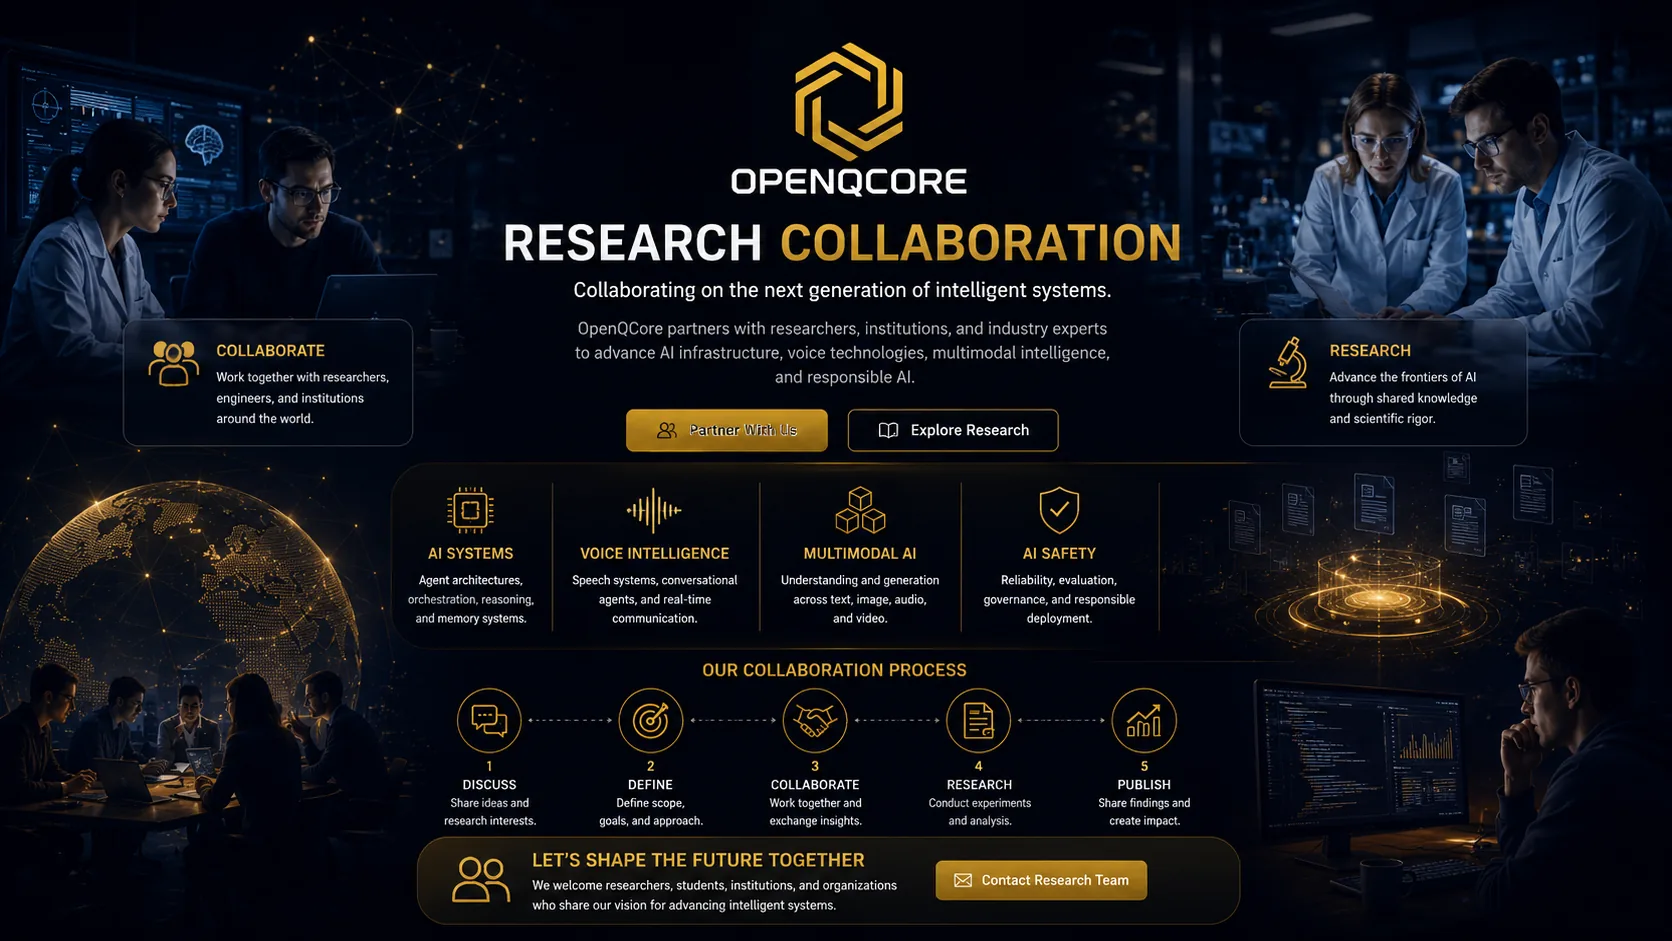 OPENQCORE
RESEARCH COLLABORATION
Collaborating on the next generation of intelligent systems.
OpenQCore partners with researchers, institutions, and industry experts
to advance AI infrastructure, voice technologies, multimodal intelligence,
and responsible AI.
Partner With Us
Explore Research
COLLABORATE
Work together with researchers,
engineers, and institutions
around the world.
RESEARCH
Advance the frontiers of AI
through shared knowledge
and scientific rigor.
AI SYSTEMS
Agent architectures,
orchestration, reasoning,
and memory systems.
VOICE INTELLIGENCE
Speech systems, conversational
agents, and real-time
communication.
MULTIMODAL AI
Understanding and generation
across text, image, audio,
and video.
AI SAFETY
Reliability, evaluation,
governance, and responsible
deployment.
OUR COLLABORATION PROCESS
1
DISCUSS
Share ideas and
research interests.
2
DEFINE
Define scope,
goals, and approach.
3
COLLABORATE
Work together and
exchange insights.
4
RESEARCH
Conduct experiments
and analysis.
5
PUBLISH
Share findings and
create impact.
LET'S SHAPE THE FUTURE TOGETHER
We welcome researchers, students, institutions, and organizations
who share our vision for advancing intelligent systems.
Contact Research Team